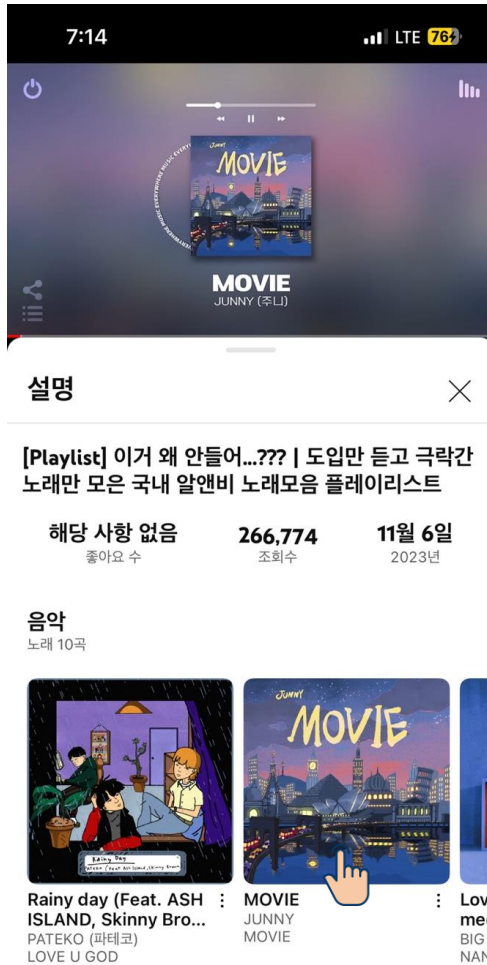 7:14
LTE 76
JUNNY
MOVIE
MOVIE
JUNNY (주니)
설명
[Playlist] 이거 왜 안들어...??? | 도입만 듣고 극락간
노래만 모은 국내 알앤비 노래모음 플레이리스트
해당 사항 없음 266,774 11월 6일
좋아요 수 조회수 2023년
음악
노래 10곡
JUNNY
MOVIE
Rainy Day
Rainy day (Feat. ASH
ISLAND, Skinny Bro...
PATEKO (파테코)
LOVE U GOD
MOVIE
JUNNY
MOVIE
Lov
me
BIG
NAN